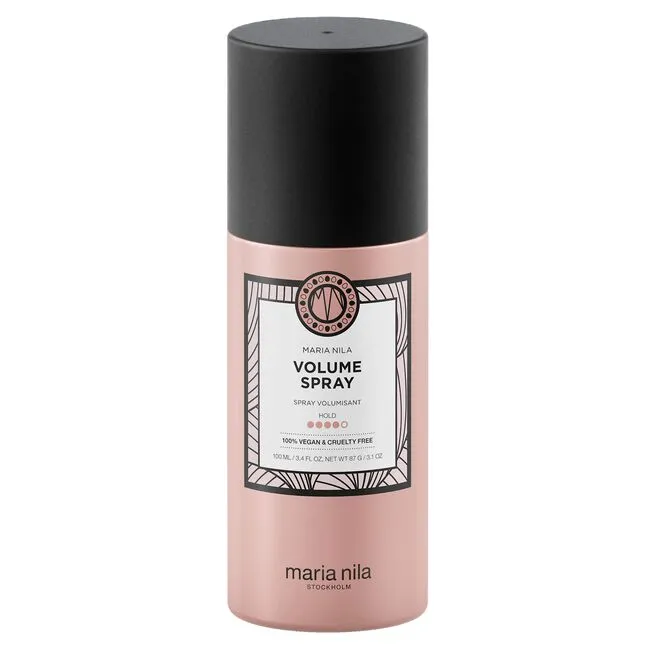 MN
MARIA NILA
VOLUME
SPRAY
SPRAY VOLUMISANT
HOLD
100% VEGAN & CRUELTY FREE
100 ML / 3.4 FL OZ, NET WT 87 G / 3.1 OZ
maria nila
STOCKHOLM